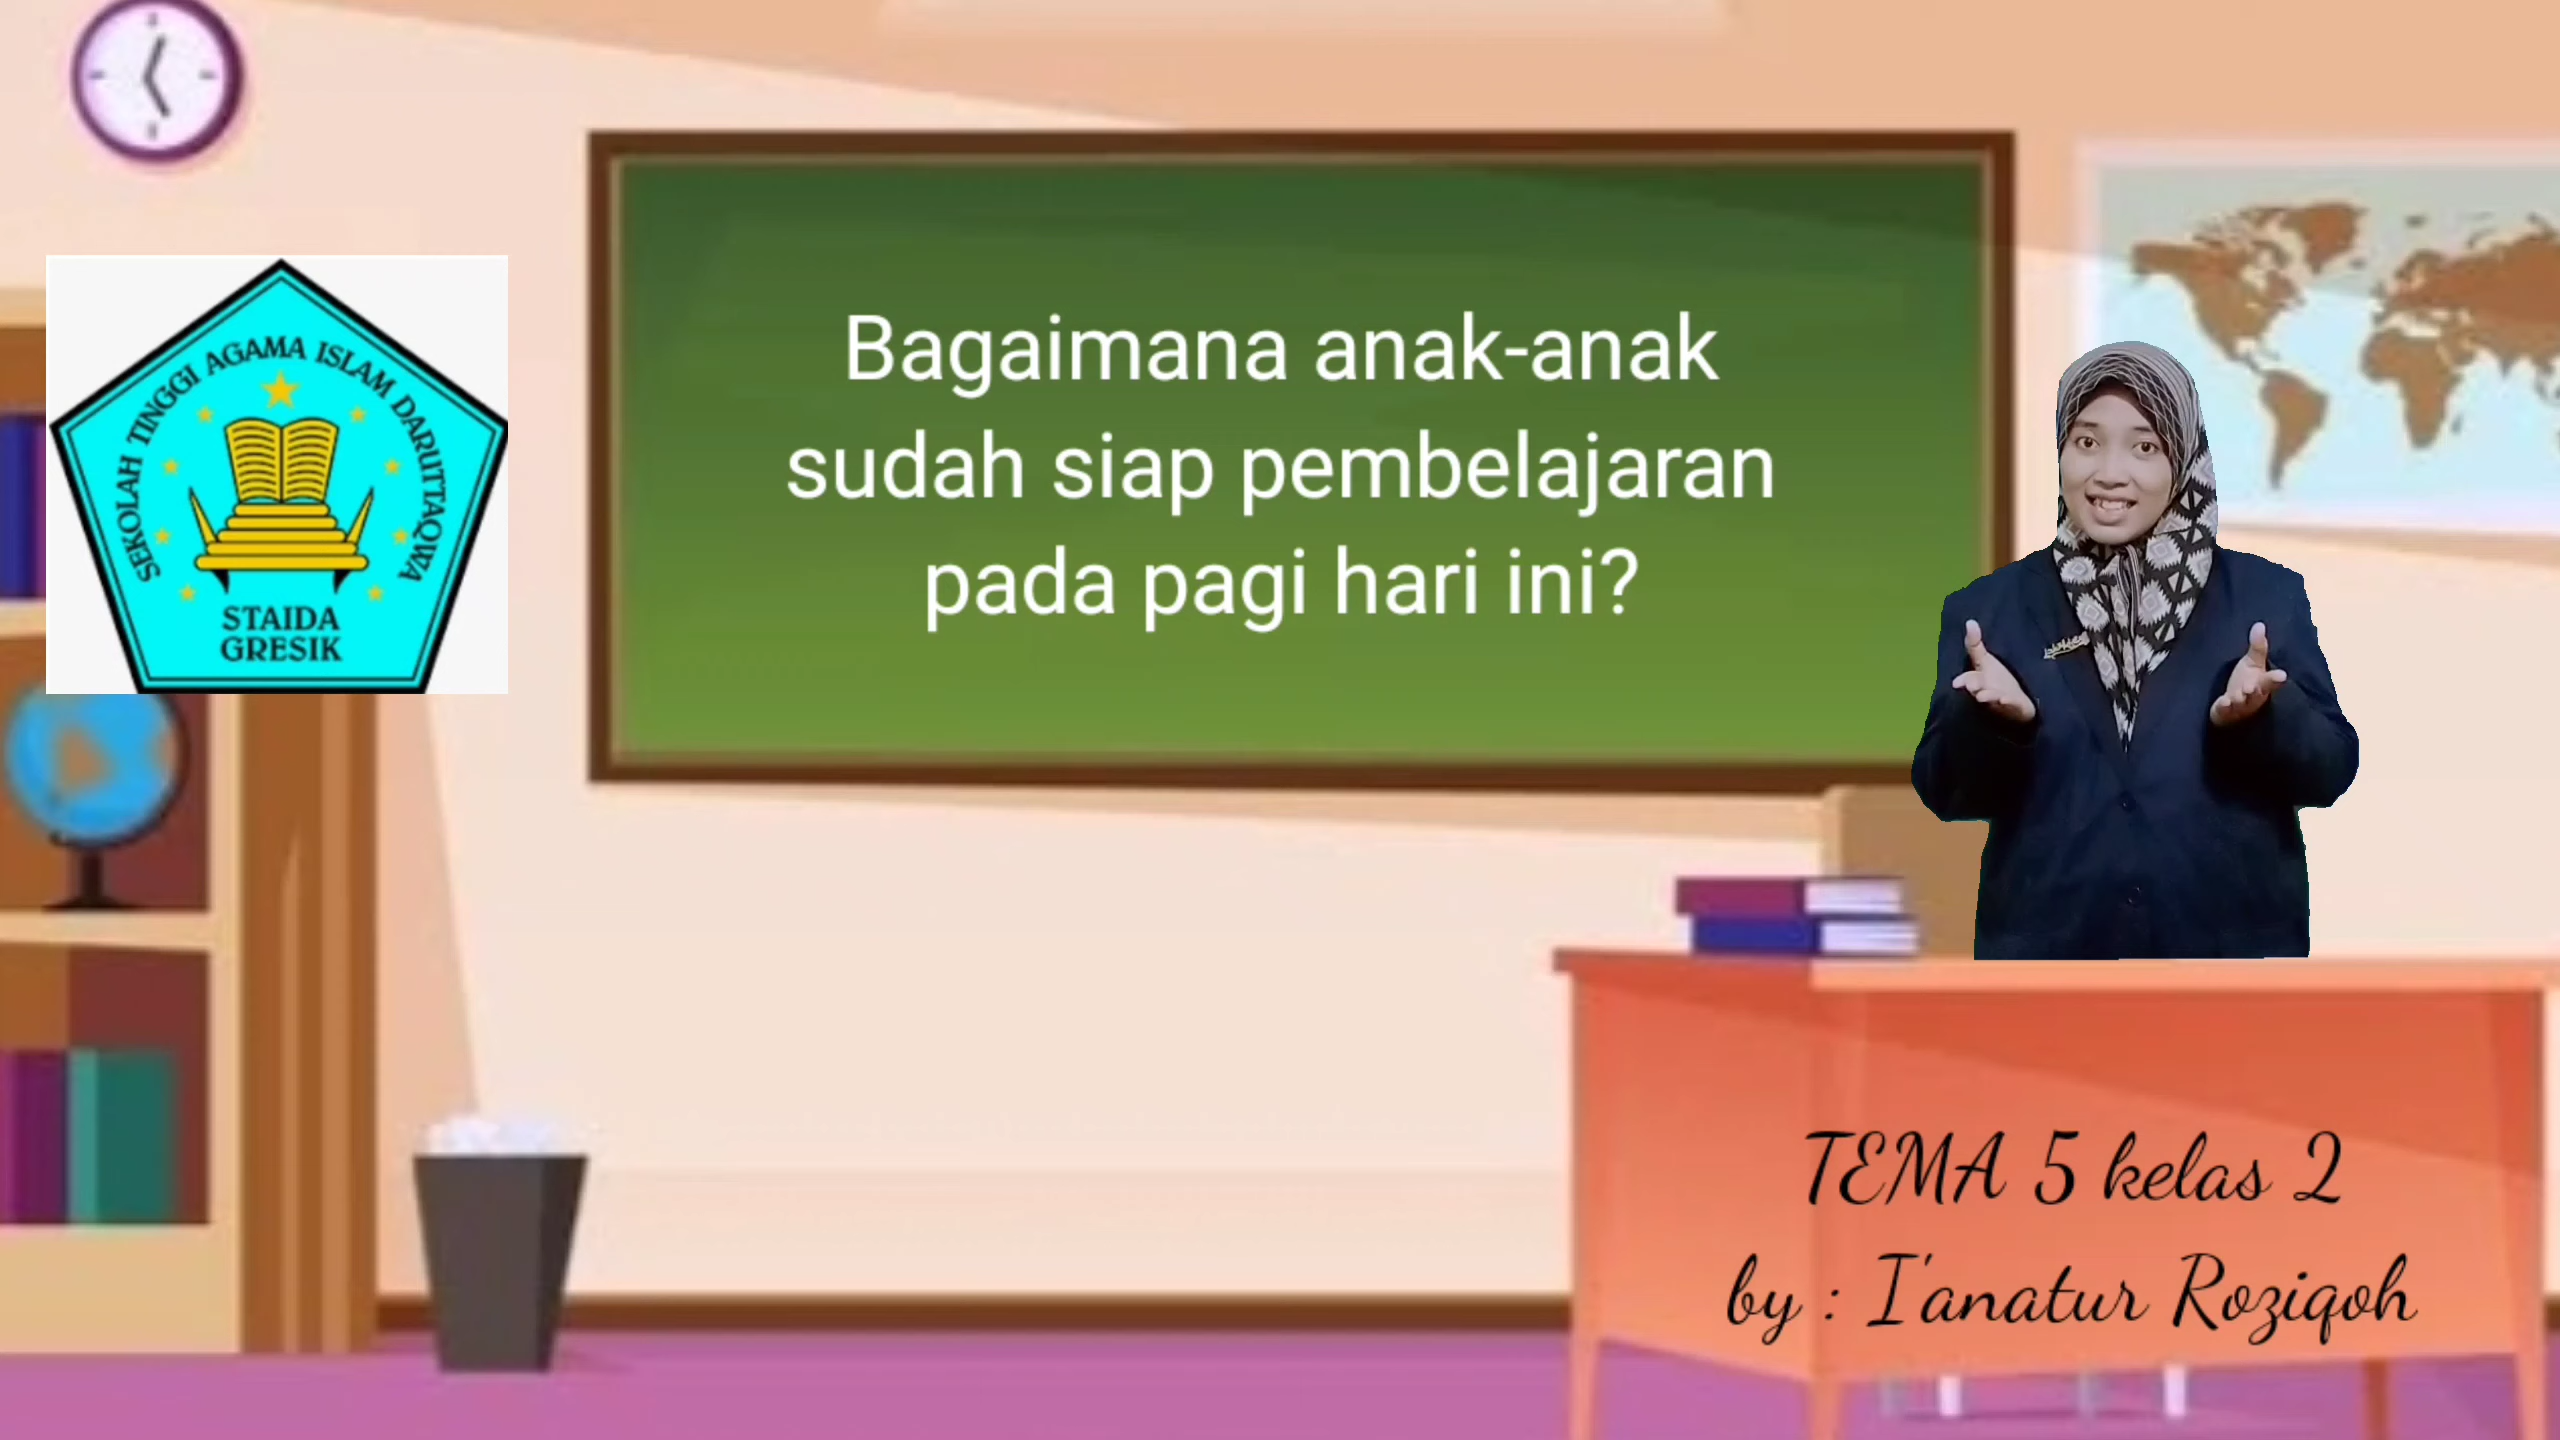 SEKOLAH TINGGI AGAMA ISLAM DARUTTAQWA
STAIDA
GRESIK
Bagaimana anak-anak
sudah siap pembelajaran
pada pagi hari ini?
TEMA 5 kelas 2
by : I'anatur Roziqoh